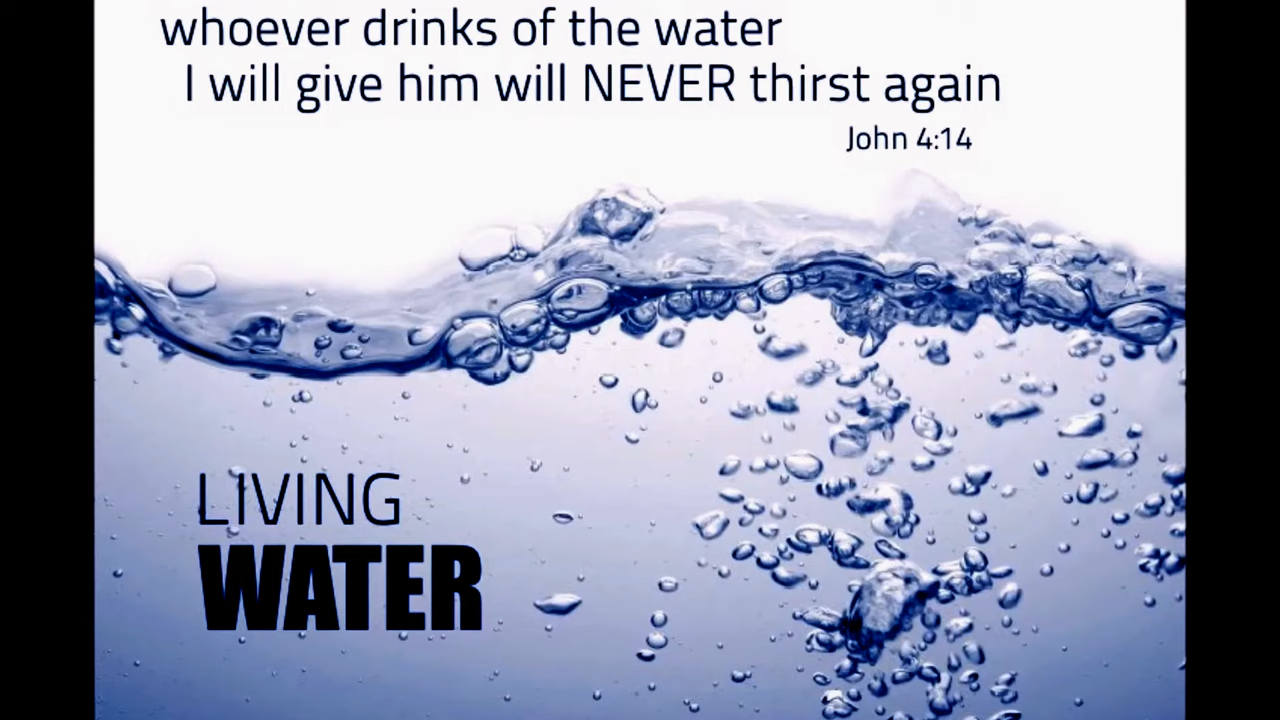 whoever drinks of the water
I will give him will NEVER thirst again
John 4:14
LIVING
WATER